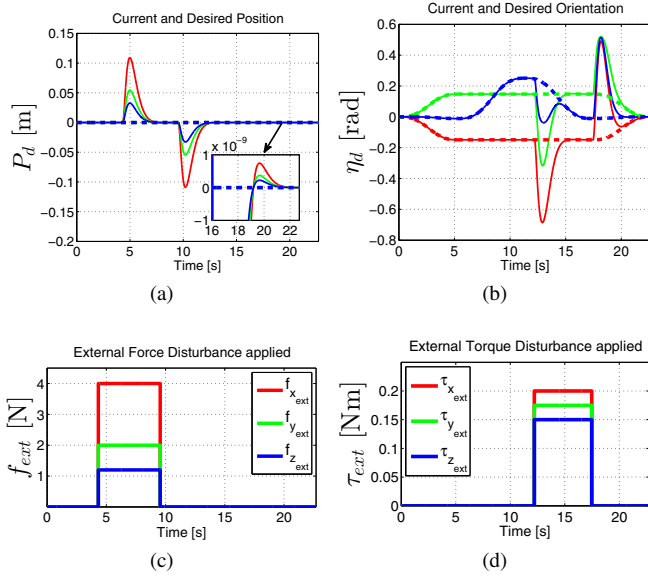 Current and Desired Position
P_d [m]
0.15
0.1
0.05
0
-0.05
-0.1
-0.15
-0.2
0
5
10
15
20
Time [s]
x 10^-9
1
0
-1
16
18
20
22
(a)
Current and Desired Orientation
η_d [rad]
0.6
0.4
0.2
0
-0.2
-0.4
-0.6
-0.8
0
5
10
15
20
Time [s]
(b)
External Force Disturbance applied
f_ext [N]
4
3
2
1
0
5
10
15
20
Time [s]
f_x_ext
f_y_ext
f_z_ext
(c)
External Torque Disturbance applied
τ_ext [Nm]
0.2
0.15
0.1
0.05
0
0
5
10
15
20
Time [s]
τ_x_ext
τ_y_ext
τ_z_ext
(d)